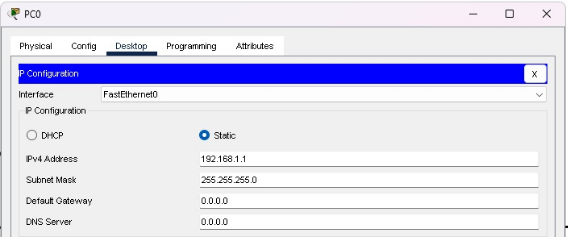 PC0
Physical Config Desktop Programming Attributes
IP Configuration X
Interface FastEthernet0
IP Configuration
DHCP Static
IPv4 Address 192.168.1.1
Subnet Mask 255.255.255.0
Default Gateway 0.0.0.0
DNS Server 0.0.0.0